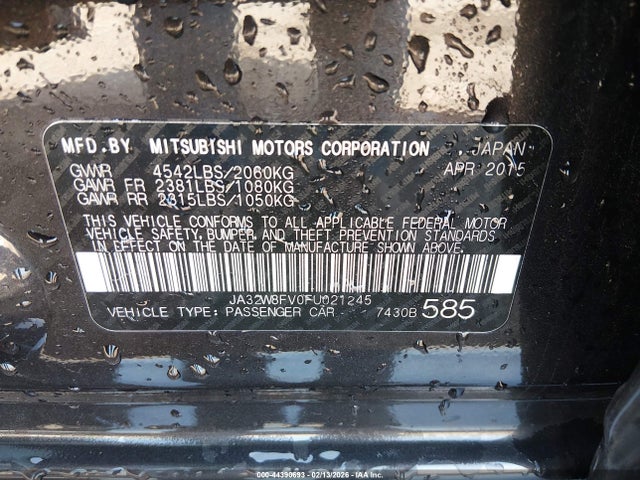 MFD.BY MITSUBISHI MOTORS CORPORATION , JAPAN
GVWR 4542LBS/2060KG APR 2015
GAWR FR 2381LBS/1080KG
GAWR RR 2315LBS/1050KG
THIS VEHICLE CONFORMS TO ALL APPLICABLE FEDERAL MOTOR
VEHICLE SAFETY,BUMPER,AND THEFT PREVENTION STANDARDS
IN EFFECT ON THE DATE OF MANUFACTURE SHOWN ABOVE.
JA32W8FV0FU021245
VEHICLE TYPE: PASSENGER CAR 7430B 585
000-44390693 - 02/13/2026 - © IAA Inc.